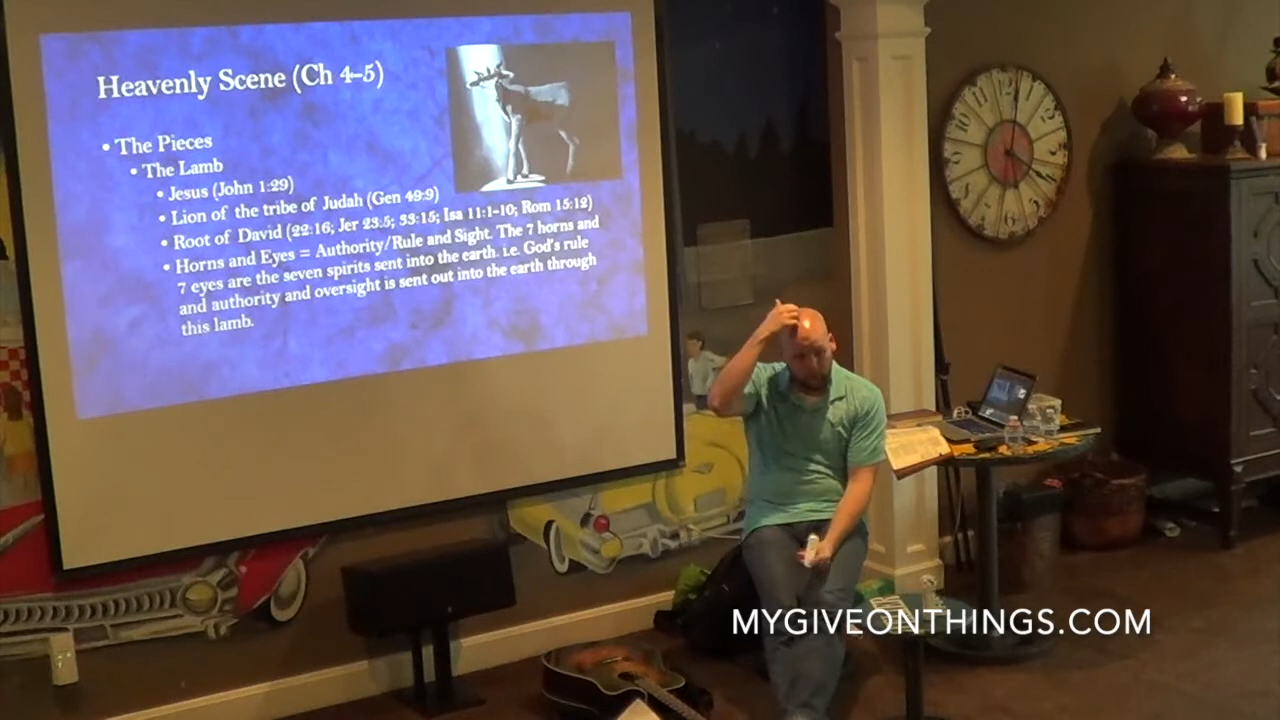 Heavenly Scene (Ch 4–5)
• The Pieces
• The Lamb
• Jesus (John 1:29)
• Lion of the tribe of Judah (Gen 49:9)
• Root of David (22:16; Jer 23:5; 33:15; Isa 11:1-10; Rom 15:12)
• Horns and Eyes = Authority/Rule and Sight. The 7 horns and
7 eyes are the seven spirits sent into the earth. i.e. God's rule
and authority and oversight is sent out into the earth through
this lamb.
MYGIVEONTHINGS.COM